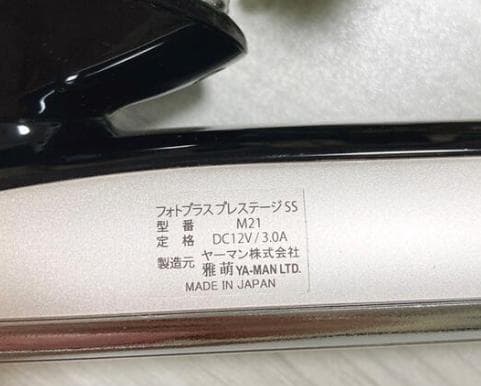 フォトプラス プレステージ SS
型番 M21
定格 DC12V/3.0A
製造元 ヤーマン株式会社
雅萌 YA-MAN LTD.
MADE IN JAPAN